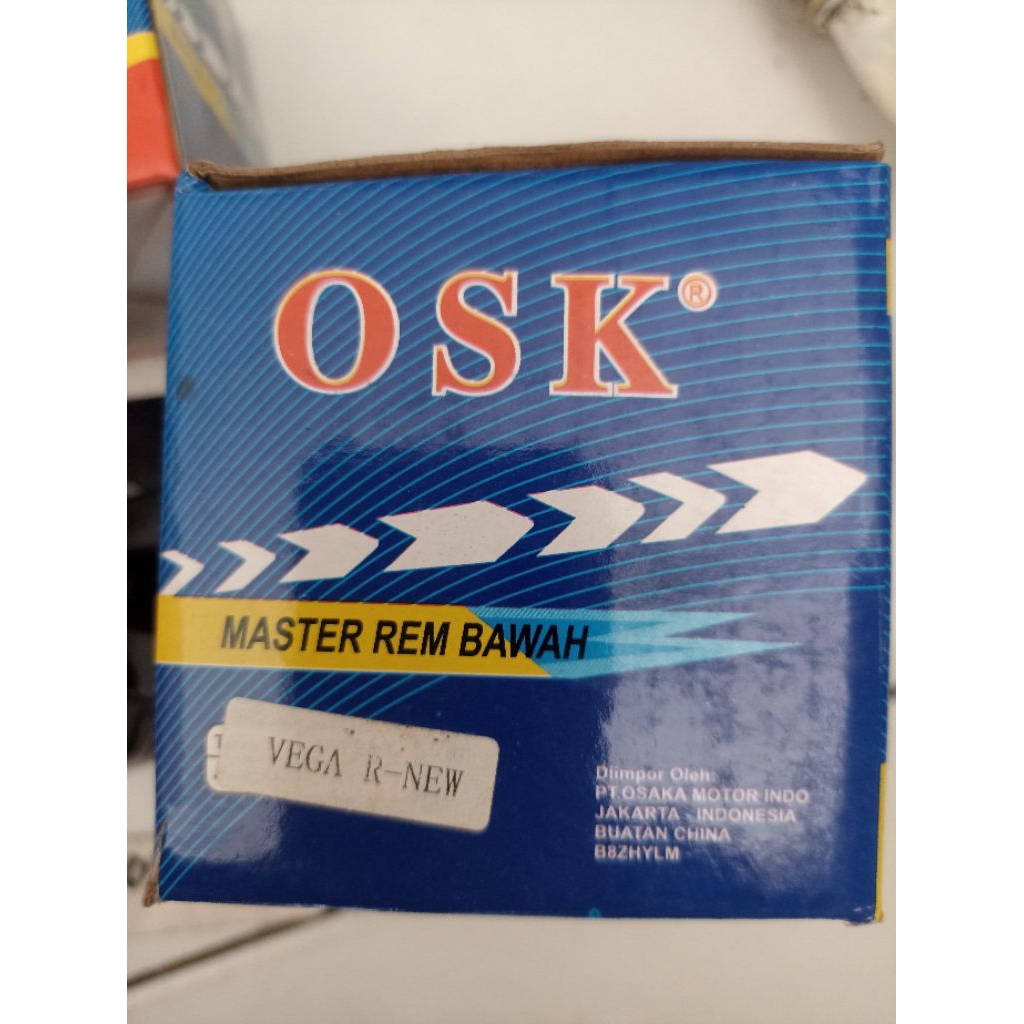 OSK®
MASTER REM BAWAH
VEGA R-NEW
Diimpor Oleh:
PT.OSAKA MOTOR INDO
JAKARTA - INDONESIA
BUATAN CHINA
B8ZHYLM